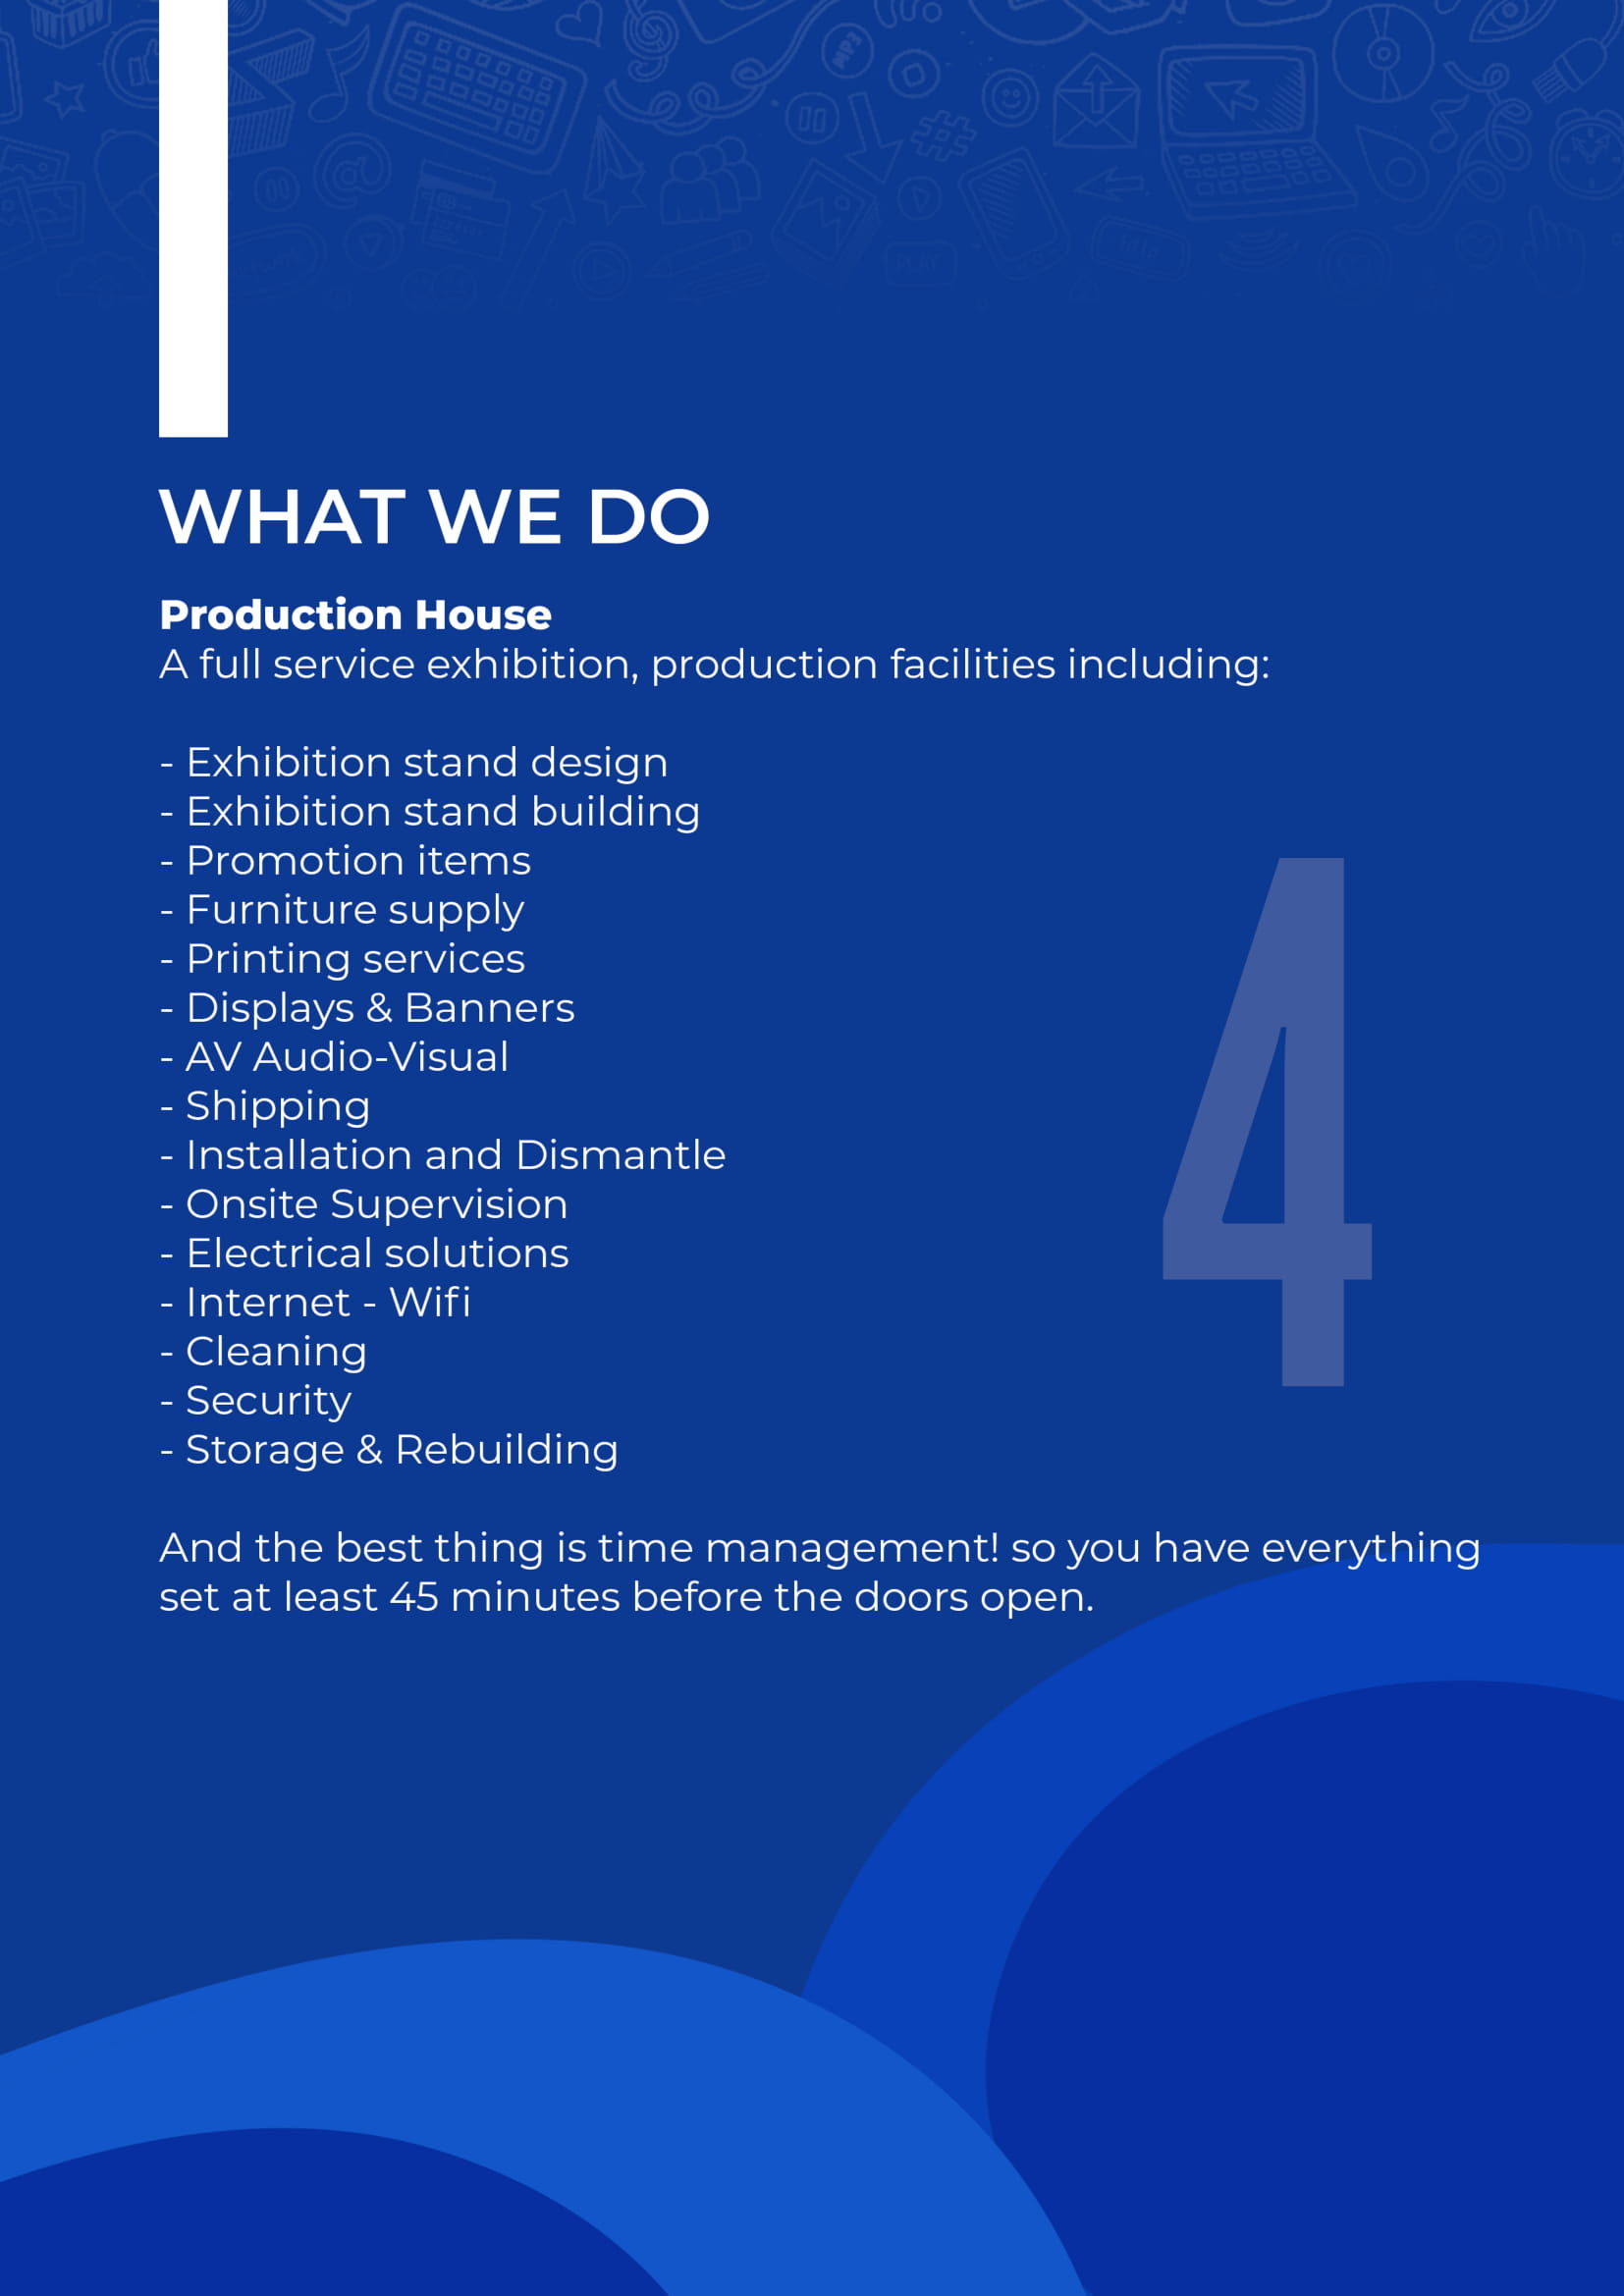 MP3
PLAY
WHAT WE DO
Production House
A full service exhibition, production facilities including:
- Exhibition stand design
- Exhibition stand building
- Promotion items
- Furniture supply
- Printing services
- Displays & Banners
- AV Audio-Visual
- Shipping
- Installation and Dismantle
- Onsite Supervision
- Electrical solutions
- Internet - Wifi
- Cleaning
- Security
- Storage & Rebuilding
4
And the best thing is time management! so you have everything
set at least 45 minutes before the doors open.